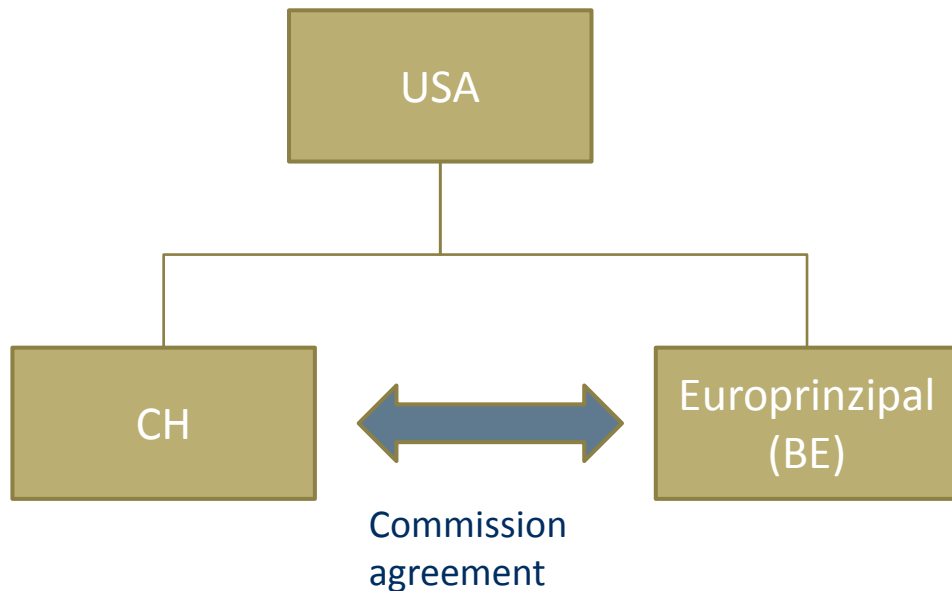 USA
CH
Europrinzipal
(BE)
Commission
agreement